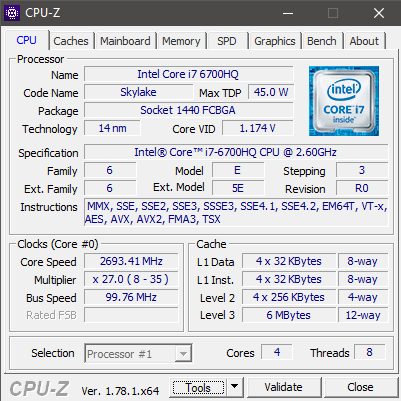 CPU-Z
CPU Caches Mainboard Memory SPD Graphics Bench About
Processor
Name Intel Core i7 6700HQ
Code Name Skylake Max TDP 45.0 W
Package Socket 1440 FCBGA
Technology 14 nm Core VID 1.174 V
intel
CORE i7
inside™
Specification Intel® Core™ i7-6700HQ CPU @ 2.60GHz
Family 6 Model E Stepping 3
Ext. Family 6 Ext. Model 5E Revision R0
Instructions MMX, SSE, SSE2, SSE3, SSSE3, SSE4.1, SSE4.2, EM64T, VT-x,
AES, AVX, AVX2, FMA3, TSX
Clocks (Core #0)
Core Speed 2693.41 MHz
Multiplier x 27.0 ( 8 - 35 )
Bus Speed 99.76 MHz
Rated FSB
Cache
L1 Data 4 x 32 KBytes 8-way
L1 Inst. 4 x 32 KBytes 8-way
Level 2 4 x 256 KBytes 4-way
Level 3 6 MBytes 12-way
Selection Processor #1 Cores 4 Threads 8
CPU-Z Ver. 1.78.1.x64 Tools Validate Close